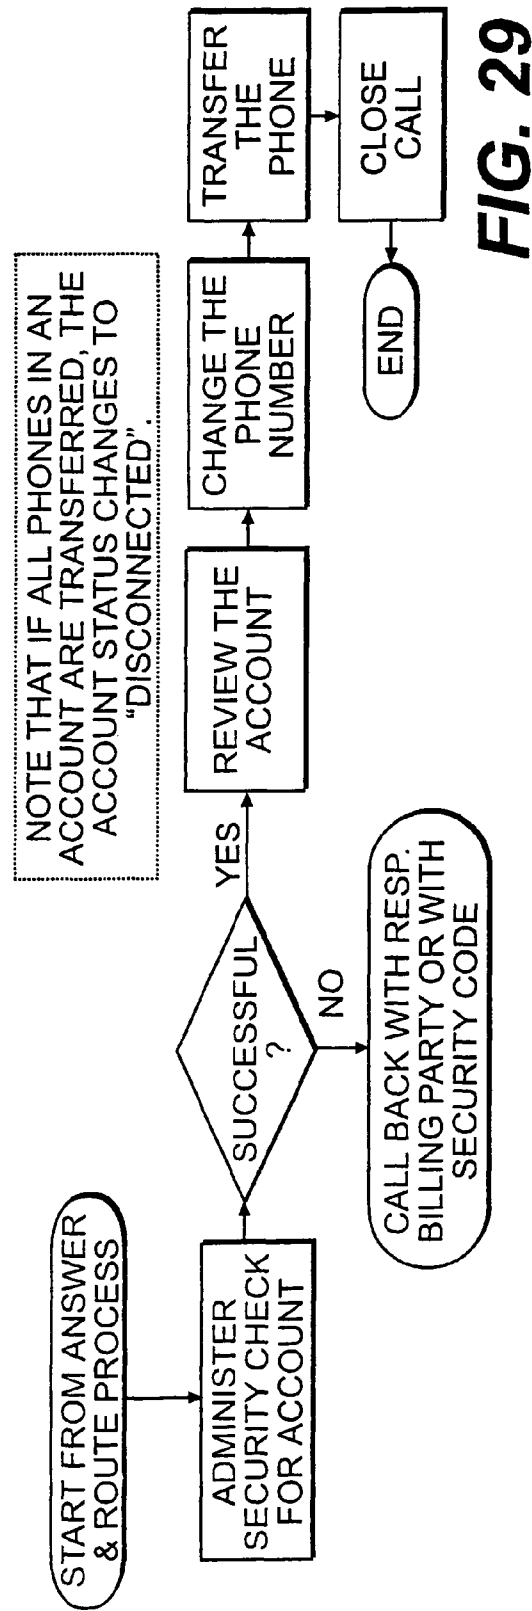 NOTE THAT IF ALL PHONES IN AN
ACCOUNT ARE TRANSFERRED, THE
ACCOUNT STATUS CHANGES TO
"DISCONNECTED".
START FROM ANSWER
& ROUTE PROCESS
ADMINISTER
SECURITY CHECK
FOR ACCOUNT
SUCCESSFUL
?
YES
NO
CALL BACK WITH RESP.
BILLING PARTY OR WITH
SECURITY CODE
REVIEW THE
ACCOUNT
CHANGE THE
PHONE
NUMBER
TRANSFER
THE
PHONE
CLOSE
CALL
END
FIG. 29